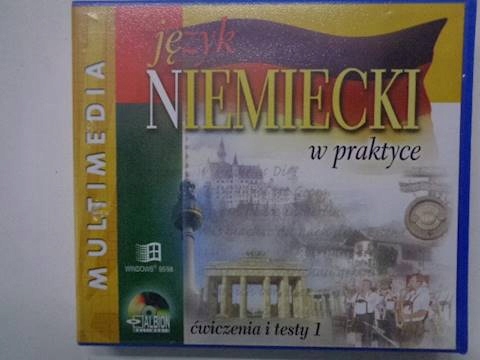 MULTIMEDIA
język
NIEMIECKI
w praktyce
WINDOWS® 95/98
ALBION
ćwiczenia i testy 1